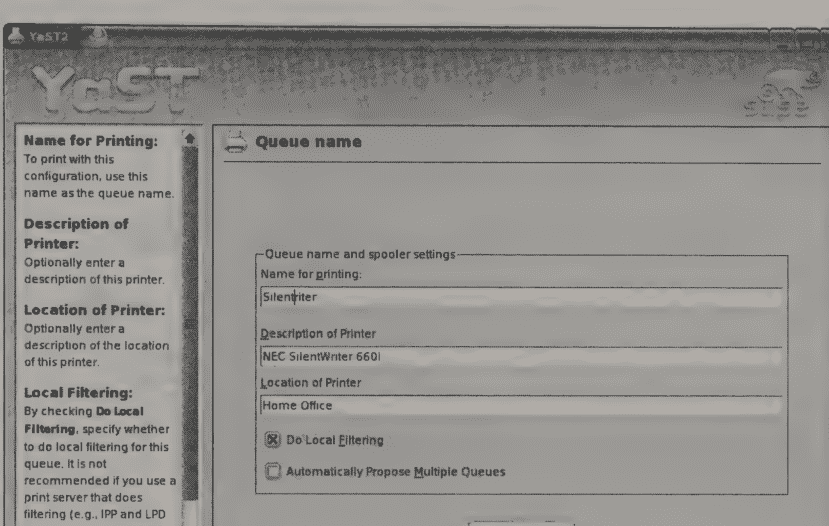 YaST2
YaST
SuSE
Name for Printing:
To print with this
configuration, use this
name as the queue name.
Description of
Printer:
Optionally enter a
description of this printer.
Location of Printer:
Optionally enter a
description of the location
of this printer.
Local Filtering:
By checking Do Local
Filtering, specify whether
to do local filtering for this
queue. It is not
recommended if you use a
print server that does
filtering (e.g., IPP and LPD
Queue name
Queue name and spooler settings
Name for printing:
Silentriter
Description of Printer
NEC SilentWriter 660i
Location of Printer
Home Office
Do Local Filtering
Automatically Propose Multiple Queues